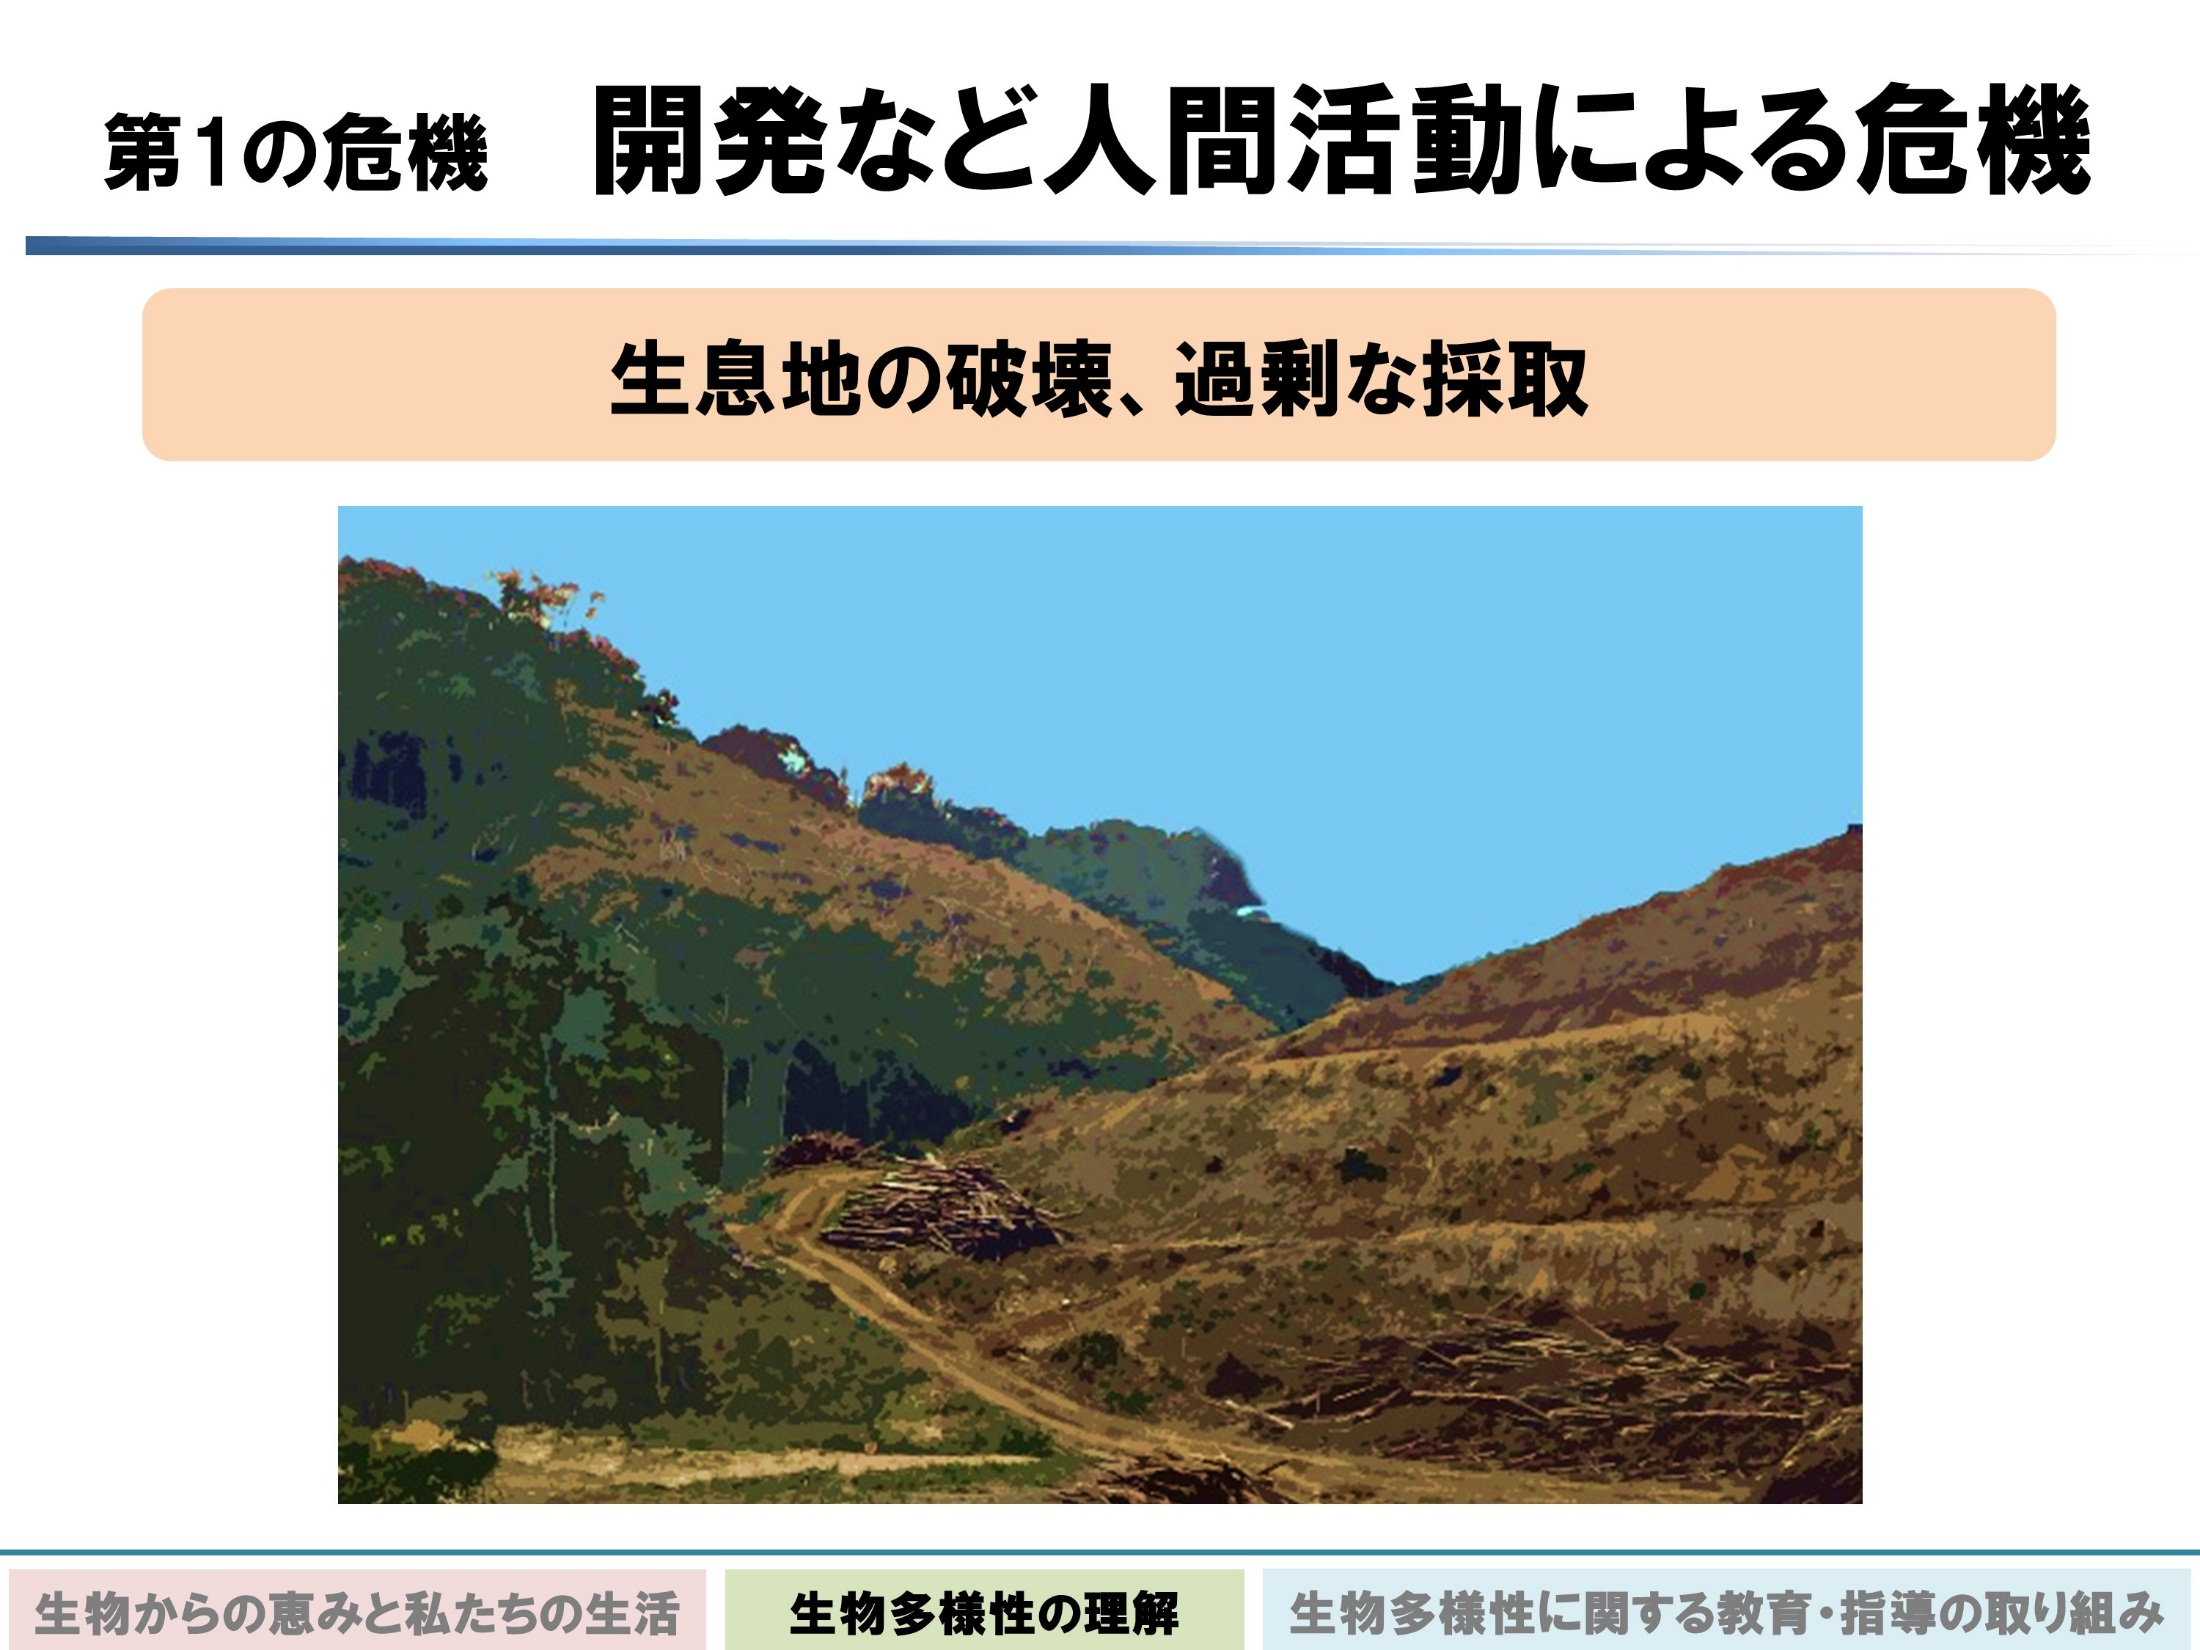 第1の危機　開発など人間活動による危機
生息地の破壊、過剰な採取
生物からの恵みと私たちの生活
生物多様性の理解
生物多様性に関する教育・指導の取り組み